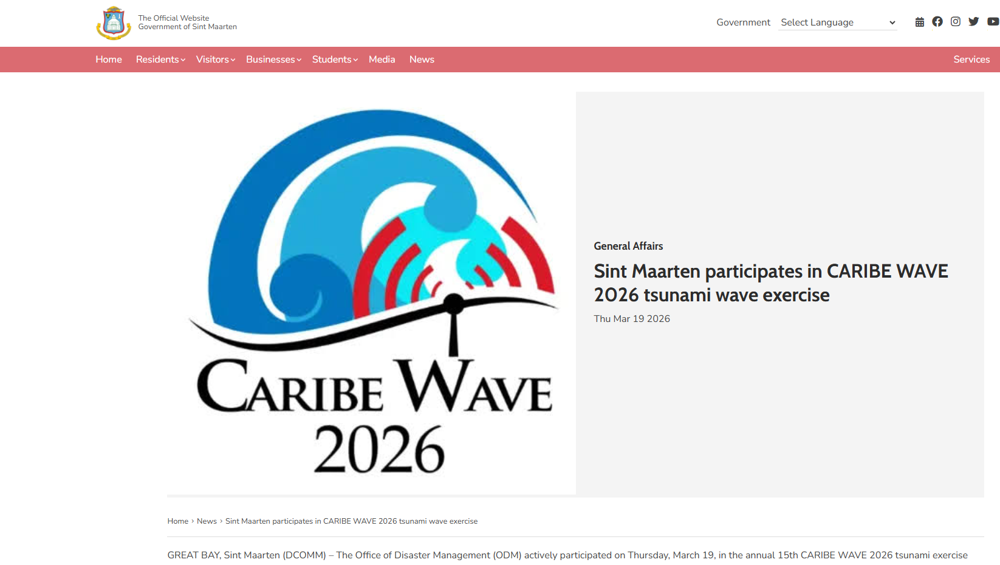 The Official Website
Government of Sint Maarten
Government
Select Language
Home
Residents
Visitors
Businesses
Students
Media
News
Services
CARIBE WAVE
2026
General Affairs
Sint Maarten participates in CARIBE WAVE
2026 tsunami wave exercise
Thu Mar 19 2026
Home › News › Sint Maarten participates in CARIBE WAVE 2026 tsunami wave exercise
GREAT BAY, Sint Maarten (DCOMM) – The Office of Disaster Management (ODM) actively participated on Thursday, March 19, in the annual 15th CARIBE WAVE 2026 tsunami exercise